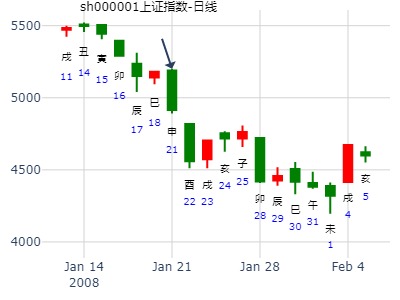 sh000001上证指数-日线
5500
5000
4500
4000
戌
11
丑
14
寅
15
卯
16
辰
17
巳
18
申
21
酉
22
戌
23
亥
24
子
25
卯
28
辰
29
巳
30
午
31
未
1
戌
4
亥
5
Jan 14
2008
Jan 21
Jan 28
Feb 4